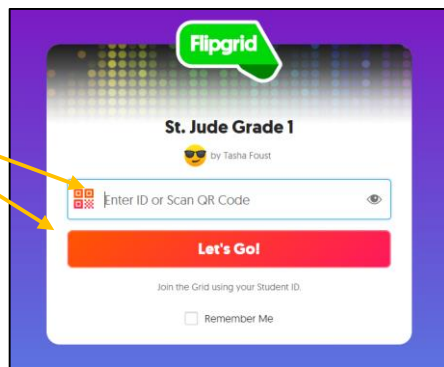 Flipgrid
St. Jude Grade 1
by Tasha Foust
Enter ID or Scan QR Code
Let's Go!
Join the Grid using your Student ID.
Remember Me